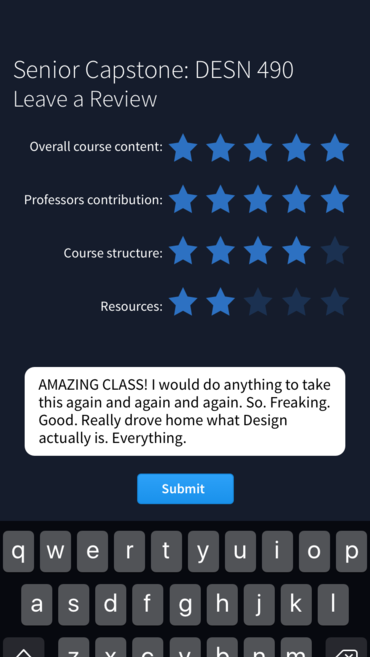 Senior Capstone: DESN 490
Leave a Review
Overall course content:
Professors contribution:
Course structure:
Resources:
AMAZING CLASS! I would do anything to take
this again and again and again. So. Freaking.
Good. Really drove home what Design
actually is. Everything.
Submit
q w e r t y u i o p
a s d f g h j k l
z x c v b n m